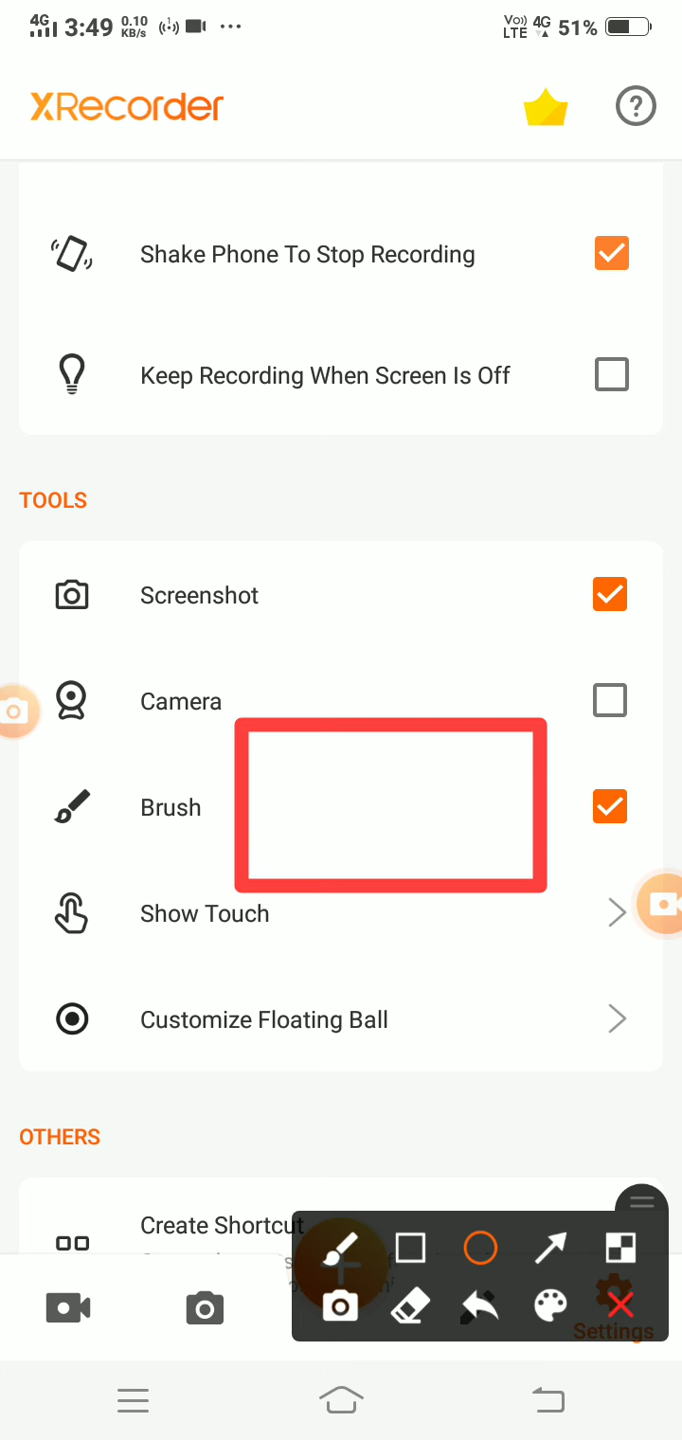 4G 3:49 0.10 KB/s ... VoD LTE 4G 51%
XRecorder
Shake Phone To Stop Recording
Keep Recording When Screen Is Off
TOOLS
Screenshot
Camera
Brush
Show Touch
Customize Floating Ball
OTHERS
Create Shortcut
Settings